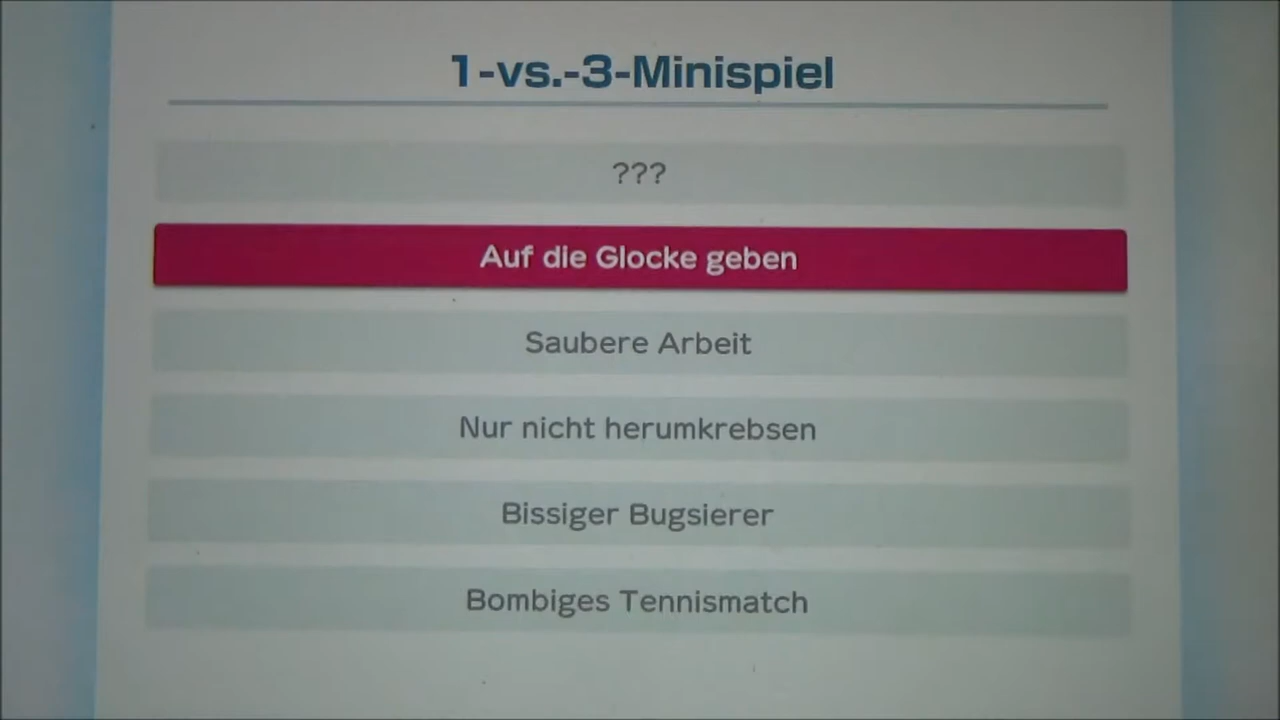 1-vs.-3-Minispiel
???
Auf die Glocke geben
Saubere Arbeit
Nur nicht herumkrebsen
Bissiger Bugsierer
Bombiges Tennismatch